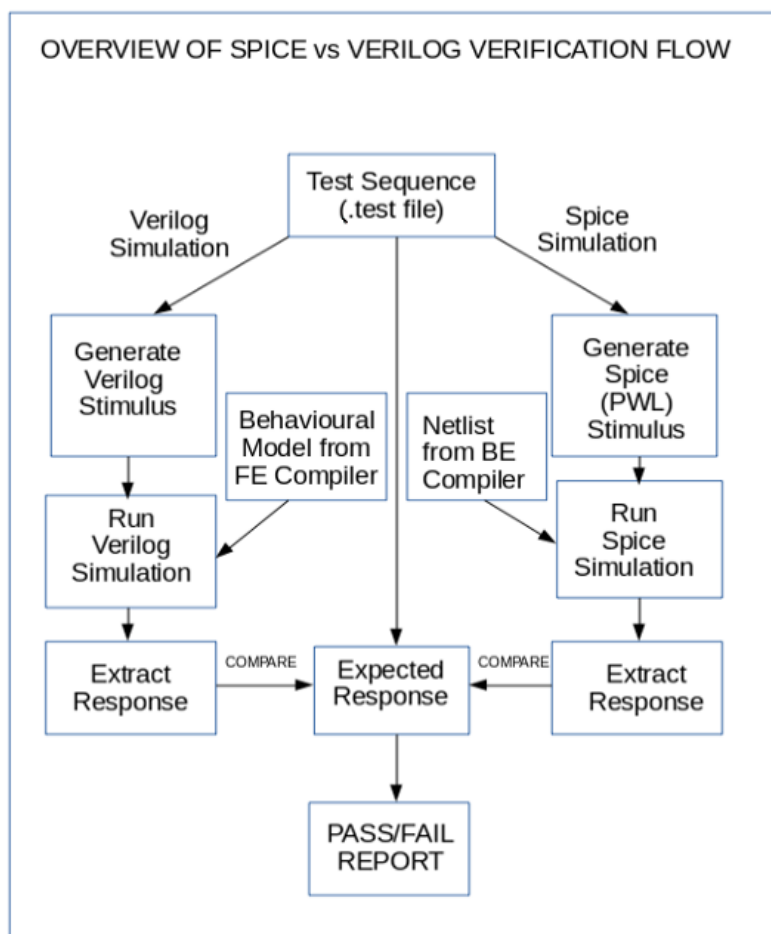 OVERVIEW OF SPICE vs VERILOG VERIFICATION FLOW
Test Sequence
(.test file)
Verilog
Simulation
Spice
Simulation
Generate
Verilog
Stimulus
Generate
Spice
(PWL)
Stimulus
Behavioural
Model from
FE Compiler
Netlist
from BE
Compiler
Run
Verilog
Simulation
Run
Spice
Simulation
Extract
Response
COMPARE
Expected
Response
COMPARE
Extract
Response
PASS/FAIL
REPORT